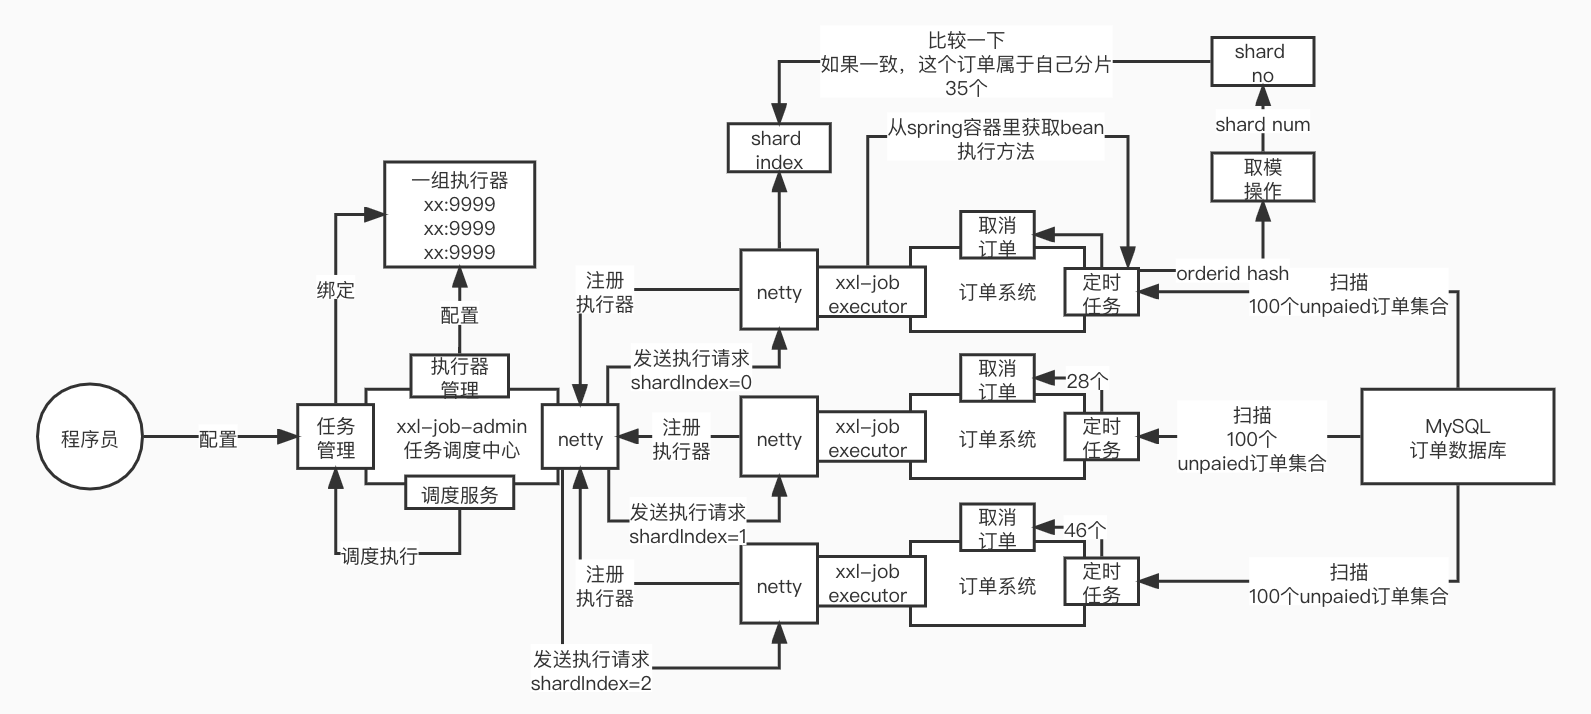 比较一下
如果一致，这个订单属于自己分片
35个
shard
no
shard num
取模
操作
shard
index
从spring容器里获取bean
执行方法
一组执行器
xx:9999
xx:9999
xx:9999
绑定
配置
执行器
管理
程序员
配置
任务
管理
xxl-job-admin
任务调度中心
netty
调度服务
调度执行
注册
执行器
发送执行请求
shardIndex=0
netty
xxl-job
executor
取消
订单
订单系统
定时
任务
orderid hash
扫描
100个unpaied订单集合
注册
执行器
发送执行请求
shardIndex=1
netty
xxl-job
executor
取消
订单
28个
订单系统
定时
任务
扫描
100个
unpaied订单集合
MySQL
订单数据库
注册
执行器
发送执行请求
shardIndex=2
netty
xxl-job
executor
取消
订单
46个
订单系统
定时
任务
扫描
100个unpaied订单集合